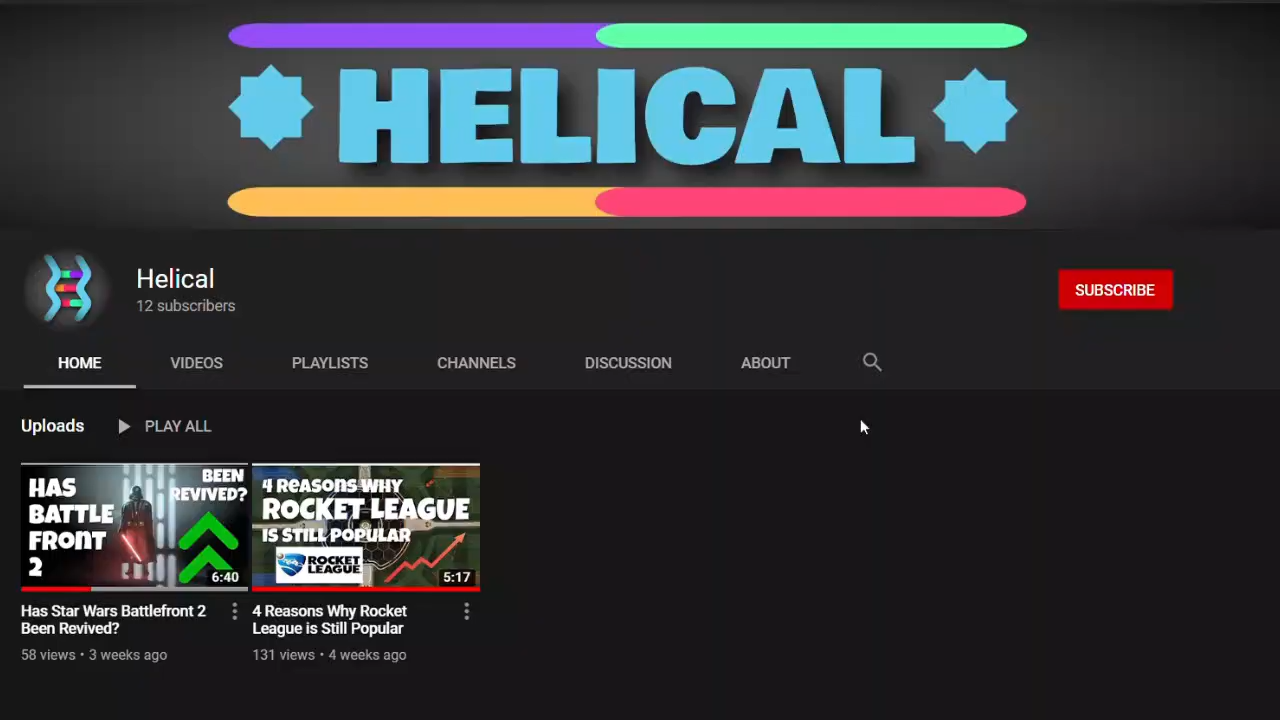 HELICAL
Helical
12 subscribers
SUBSCRIBE
HOME VIDEOS PLAYLISTS CHANNELS DISCUSSION ABOUT
Uploads PLAY ALL
HAS
BATTLE
FRONT
2
BEEN
REVIVED?
6:40
4 REASONS WHY
ROCKET LEAGUE
IS STILL POPULAR
ROCKET
LEAGUE
5:17
Has Star Wars Battlefront 2
Been Revived?
58 views • 3 weeks ago
4 Reasons Why Rocket
League is Still Popular
131 views • 4 weeks ago